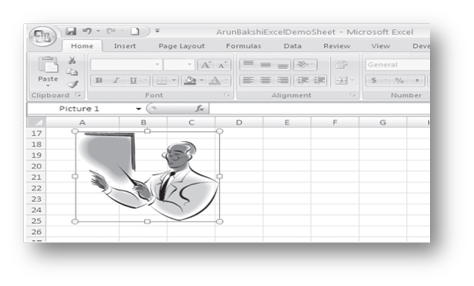 ArunBakshiExcelDemoSheet - Microsoft Excel
Home Insert Page Layout Formulas Data Review View Deve
Paste
B I U A A A General
$ %
Clipboard Font Alignment Number
Picture 1 fx
A B C D E F G
17
18
19
20
21
22
23
24
25
26